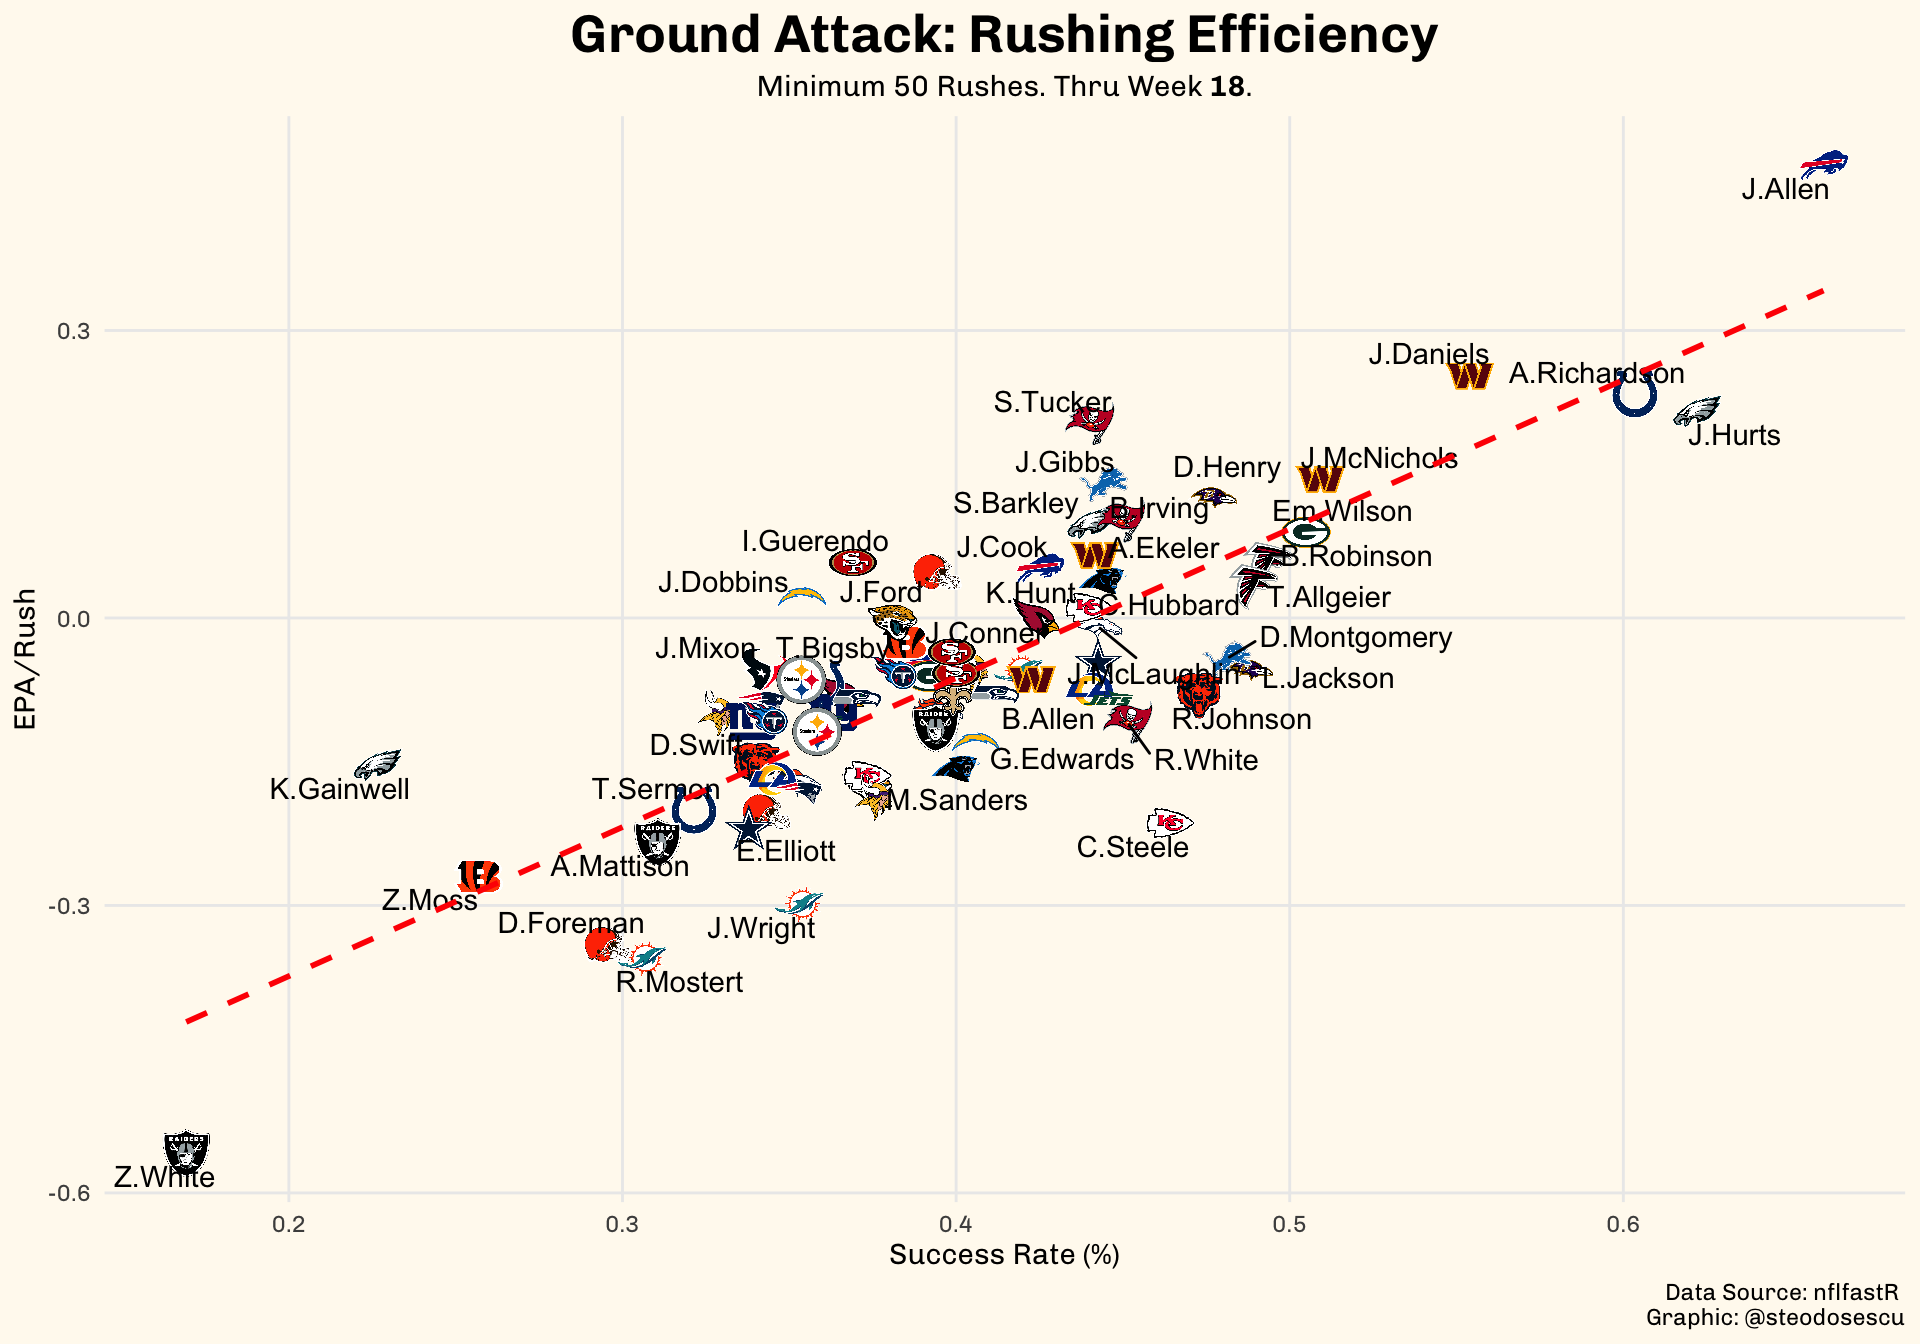 Ground Attack: Rushing Efficiency
Minimum 50 Rushes. Thru Week 18.
J.Allen
0.3
J.Daniels
A.Richardson
S.Tucker
J.Hurts
J.Gibbs
D.Henry
J.McNichols
S.Barkley
B.Irving
Em.Wilson
I.Guerendo
J.Cook
A.Ekeler
B.Robinson
J.Dobbins
J.Ford
K.Hunt
C.Hubbard
T.Allgeier
0.0
J.Conner
D.Montgomery
J.Mixon
T.Bigsby
J.McLaughlin
L.Jackson
EPA/Rush
B.Allen
R.Johnson
D.Swift
G.Edwards
R.White
K.Gainwell
T.Sermon
M.Sanders
C.Steele
E.Elliott
A.Mattison
Z.Moss
-0.3
D.Foreman
J.Wright
R.Mostert
RAIDERS
Z.White
-0.6
0.2
0.3
0.4
0.5
0.6
Success Rate (%)
Data Source: nflfastR
Graphic: @steodosescu